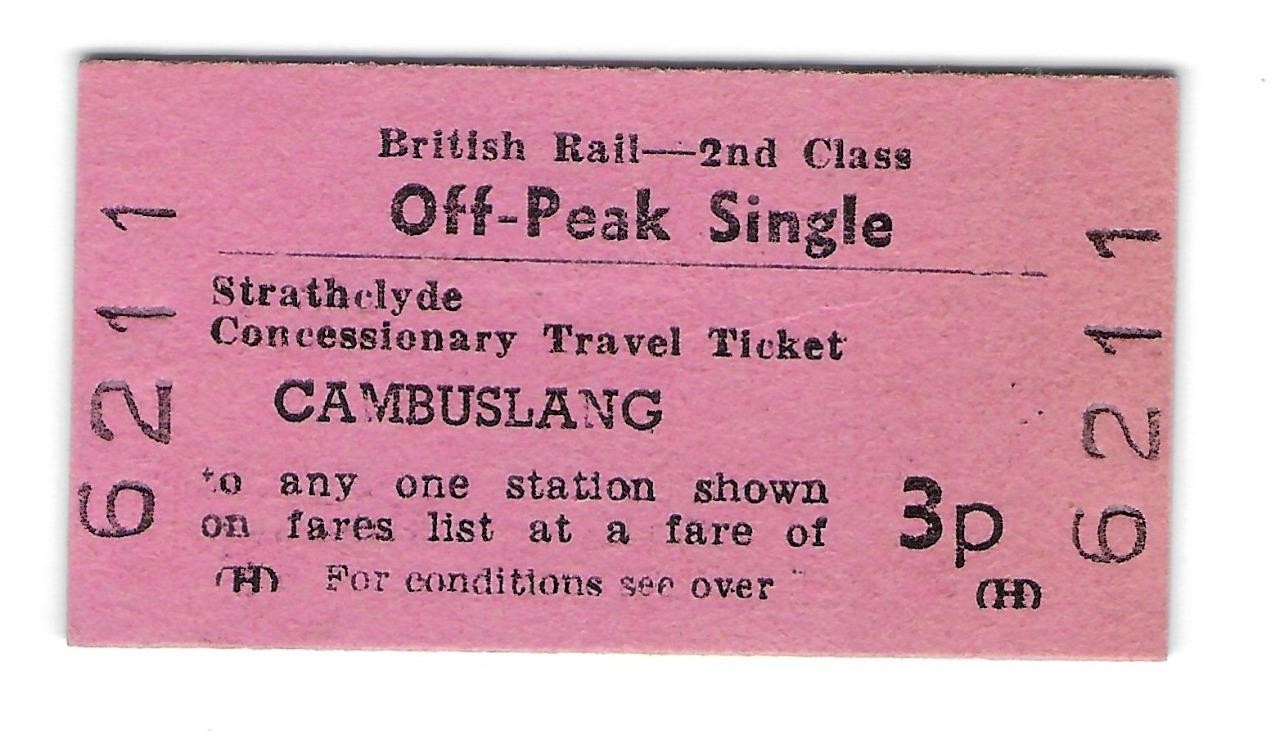 British Rail—2nd Class
Off-Peak Single
Strathclyde
Concessionary Travel Ticket
CAMBUSLANG
to any one station shown
on fares list at a fare of 3p
(H) For conditions see over (H)
6211
6211